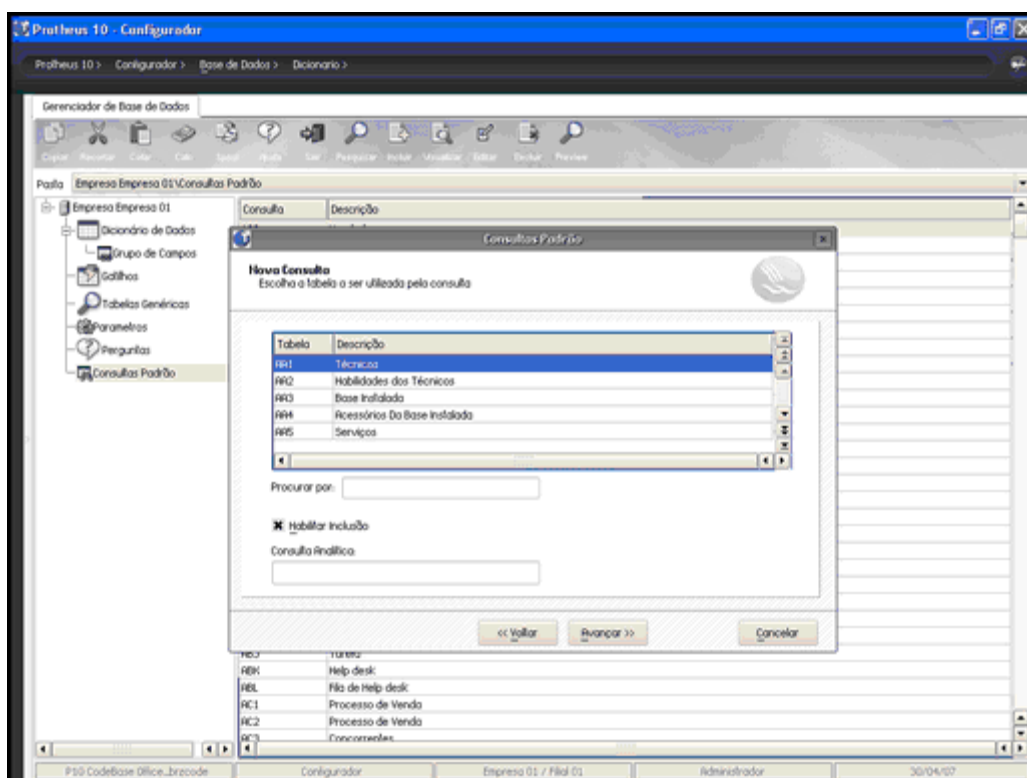 Protheus 10 - Configurador
Protheus 10 > Configurador > Base de Dados > Dicionario >
Gerenciador de Base de Dados
Copiar Recortar Colar Calc Spool Ajuda Sair Pesquisar Incluir Visualizar Editar Excluir Preview
Pasta Empresa Empresa 01\Consultas Padrão
Empresa Empresa 01
Dicionário de Dados
Grupo de Campos
Gatilhos
Tabelas Genéricas
Parametros
Perguntas
Consultas Padrão
Consulta Descrição
Consultas Padrão
Nova Consulta
Escolha a tabela a ser utilizada pela consulta
Tabela Descrição
AA1 Técnicos
AA2 Habilidades dos Técnicos
AA3 Base Instalada
AA4 Acessórios Da Base Instalada
AA5 Serviços
Procurar por:
Habilitar Inclusão
Consulta Analítica
<< Voltar Avançar >> Cancelar
ABK Help desk
ABL Fila de Help desk
AC1 Processo de Venda
AC2 Processo de Venda
AC3 Concorrentes
P10 CodeBase Office_brzcode Configurador Empresa 01 / Filial 01 Administrador 30/04/07